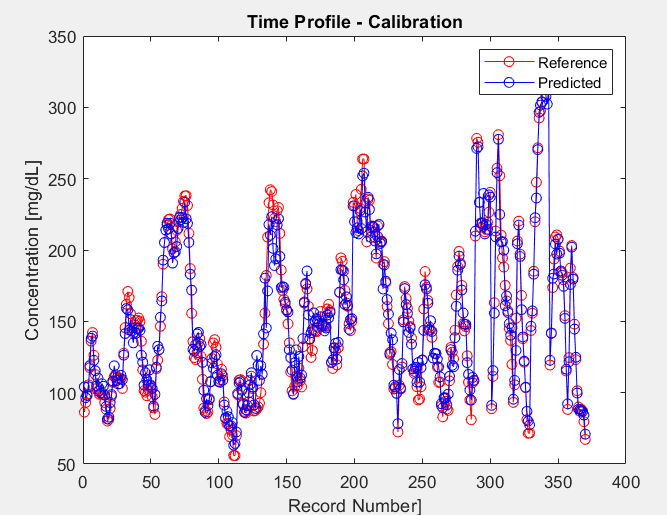 Time Profile - Calibration
350
300
250
200
150
100
50
Concentration [mg/dL]
Reference
Predicted
0 50 100 150 200 250 300 350 400
Record Number]